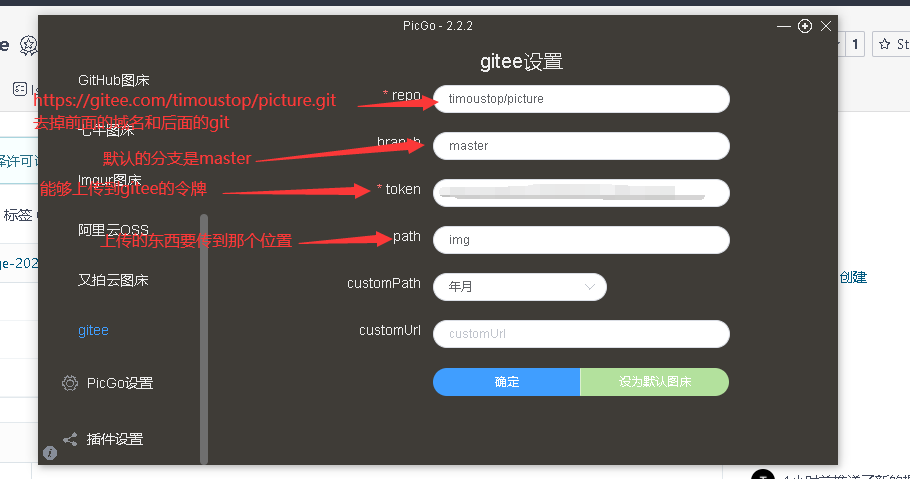 PicGo - 2.2.2
e
1
St
gitee设置
GitHub图床
https://gitee.com/timoustop/picture.git
* repo
timoustop/picture
去掉前面的域名和后面的git
七牛图床
branch
master
默认的分支是master
Imgur图床
能够上传到gitee的令牌
* token
标签
阿里云OSS
上传的东西要传到那个位置
path
img
ge-202
又拍云图床
customPath
年月
创建
gitee
customUrl
customUrl
PicGo设置
确定
设为默认图床
插件设置